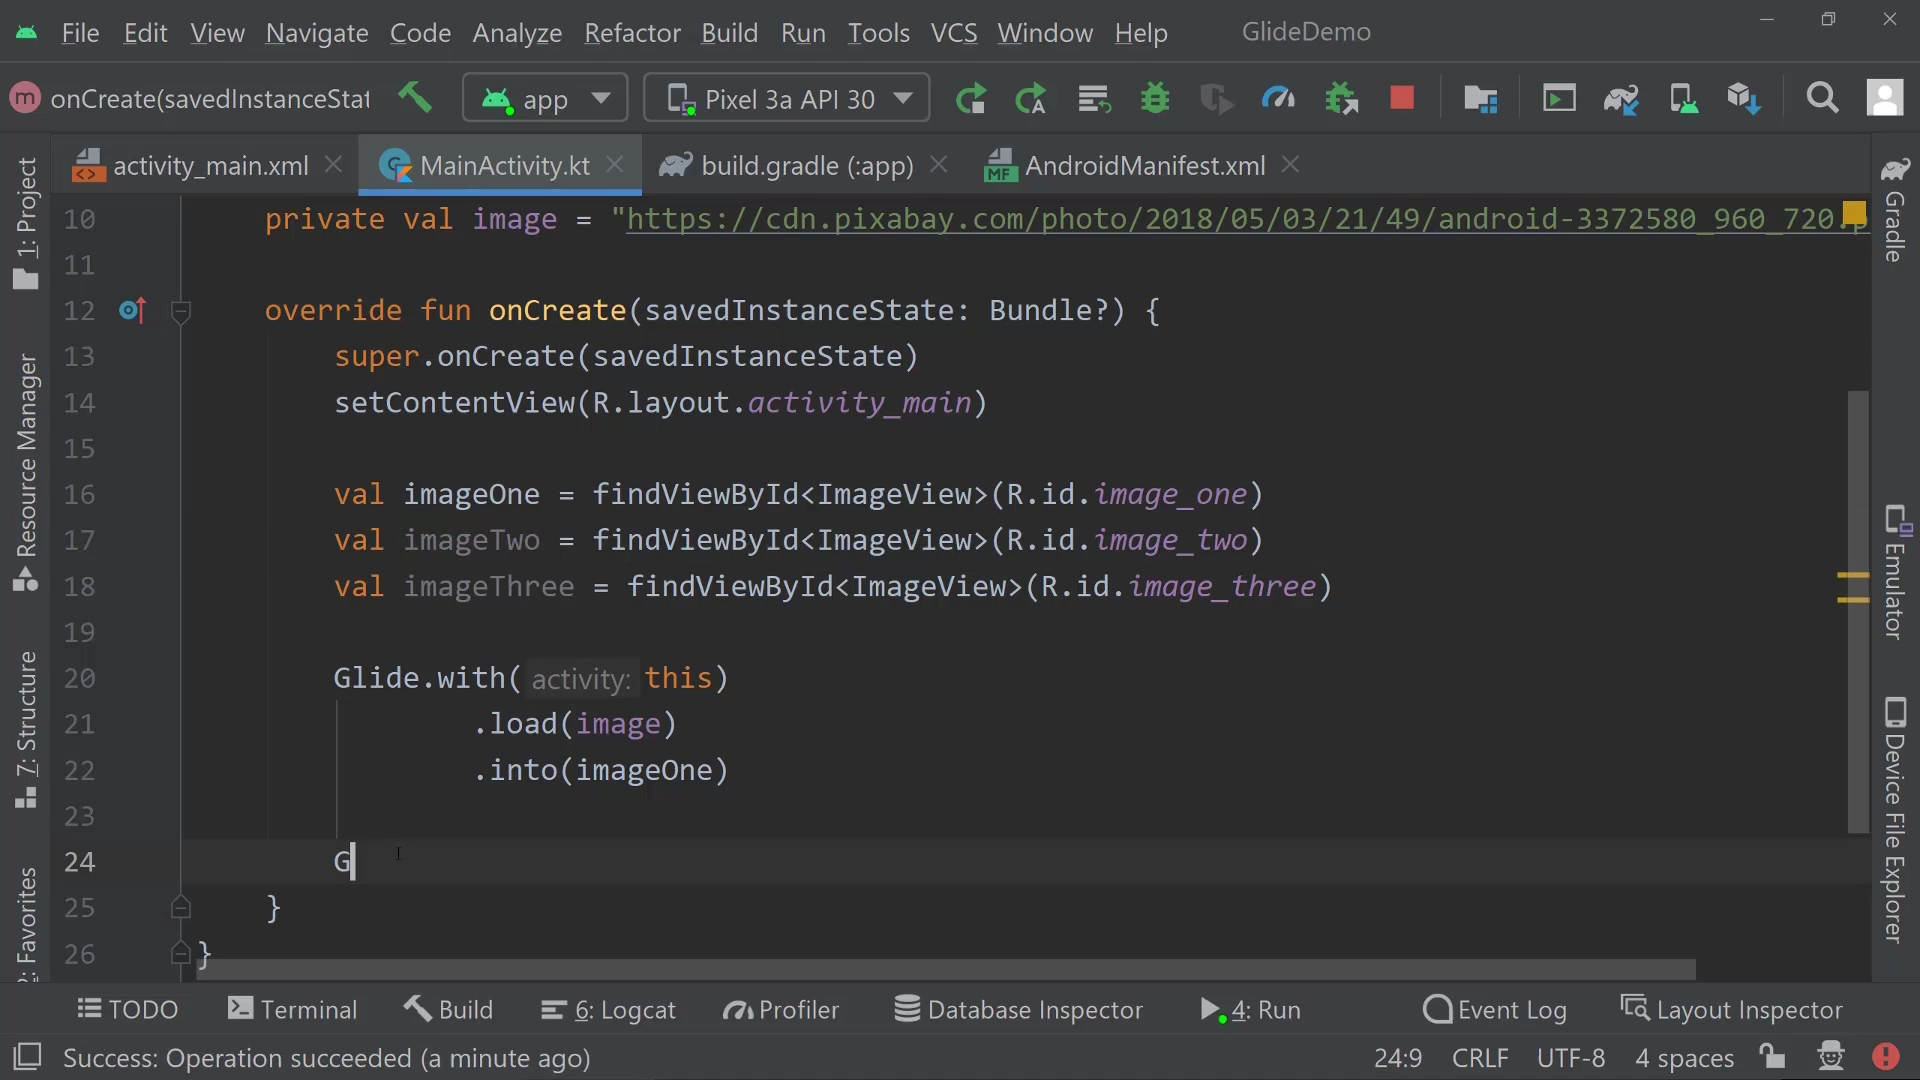 File Edit View Navigate Code Analyze Refactor Build Run Tools VCS Window Help GlideDemo
m onCreate(savedInstanceStat app Pixel 3a API 30
activity_main.xml MainActivity.kt build.gradle (:app) MF AndroidManifest.xml
1: Project
Resource Manager
7: Structure
Favorites
10 private val image = "https://cdn.pixabay.com/photo/2018/05/03/21/49/android-3372580_960_720.p
11
12 override fun onCreate(savedInstanceState: Bundle?) {
13 super.onCreate(savedInstanceState)
14 setContentView(R.layout.activity_main)
15
16 val imageOne = findViewById<ImageView>(R.id.image_one)
17 val imageTwo = findViewById<ImageView>(R.id.image_two)
18 val imageThree = findViewById<ImageView>(R.id.image_three)
19
20 Glide.with( activity: this)
21 .load(image)
22 .into(imageOne)
23
24 G
25 }
26 }
Gradle
Emulator
Device File Explorer
TODO Terminal Build 6: Logcat Profiler Database Inspector 4: Run Event Log Layout Inspector
Success: Operation succeeded (a minute ago) 24:9 CRLF UTF-8 4 spaces